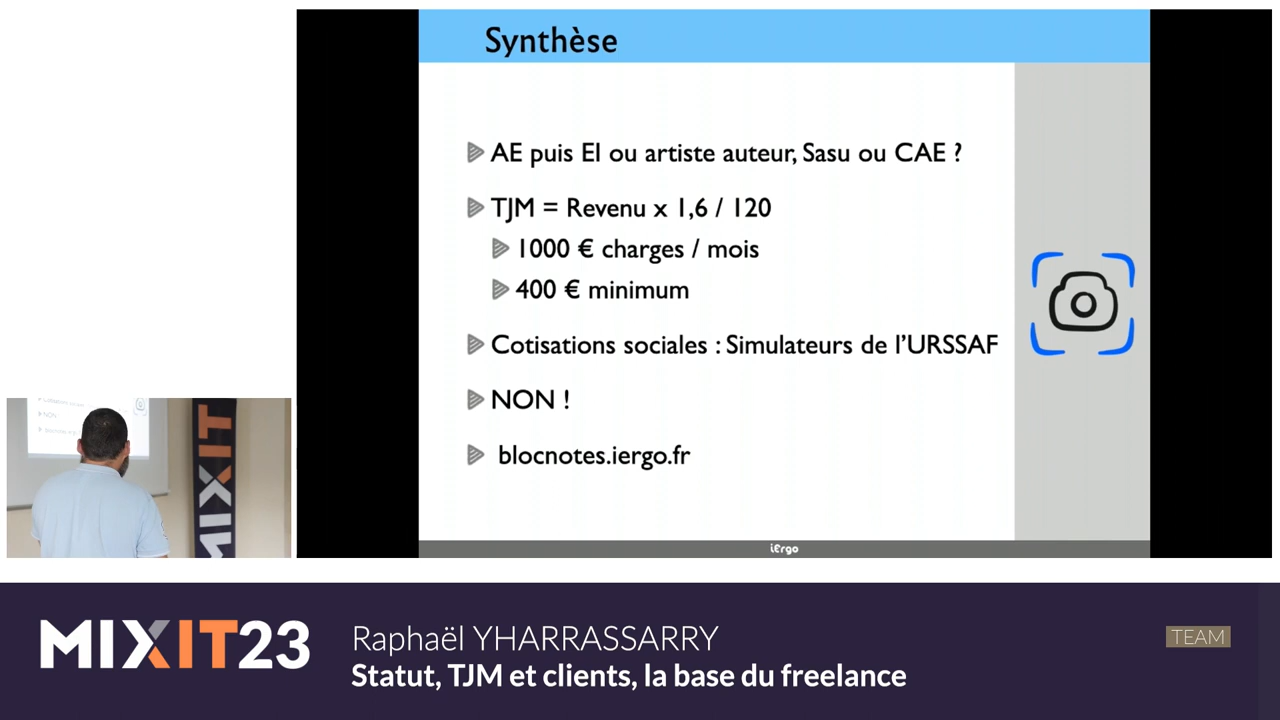 Synthèse
AE puis EI ou artiste auteur, Sasu ou CAE ?
TJM = Revenu x 1,6 / 120
1000 € charges / mois
400 € minimum
Cotisations sociales : Simulateurs de l'URSSAF
NON !
blocnotes.iergo.fr
iErgo
MIXIT
MIXIT23
Raphaël YHARRASSARRY
TEAM
Statut, TJM et clients, la base du freelance